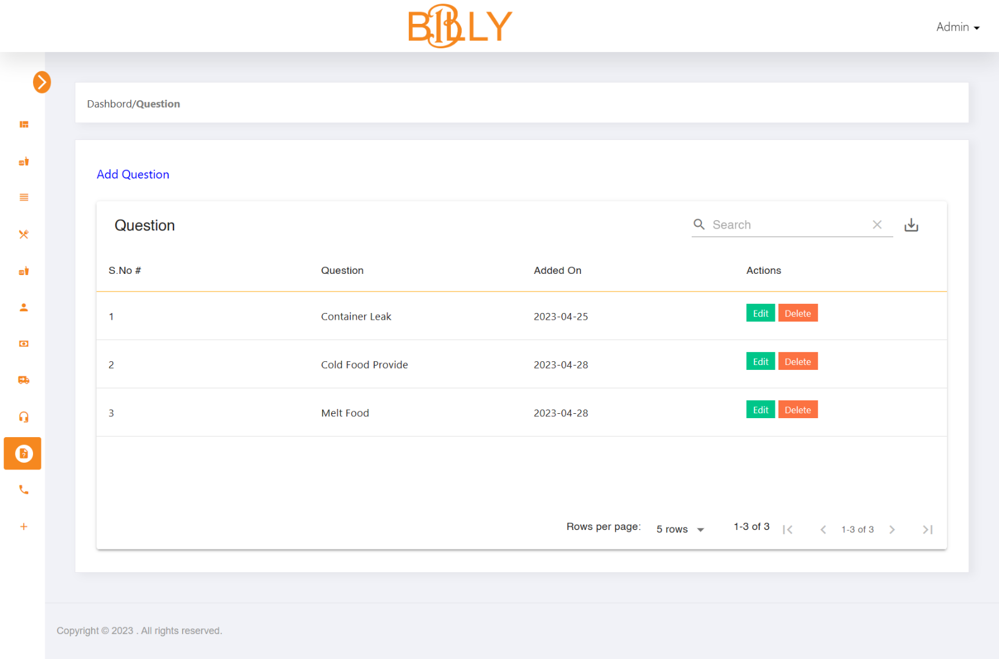 BILLY
Admin
Dashbord/Question
Add Question
Question
Search
S.No #
Question
Added On
Actions
1
Container Leak
2023-04-25
Edit
Delete
2
Cold Food Provide
2023-04-28
Edit
Delete
3
Melt Food
2023-04-28
Edit
Delete
Rows per page:
5 rows
1-3 of 3
1-3 of 3
Copyright © 2023 . All rights reserved.